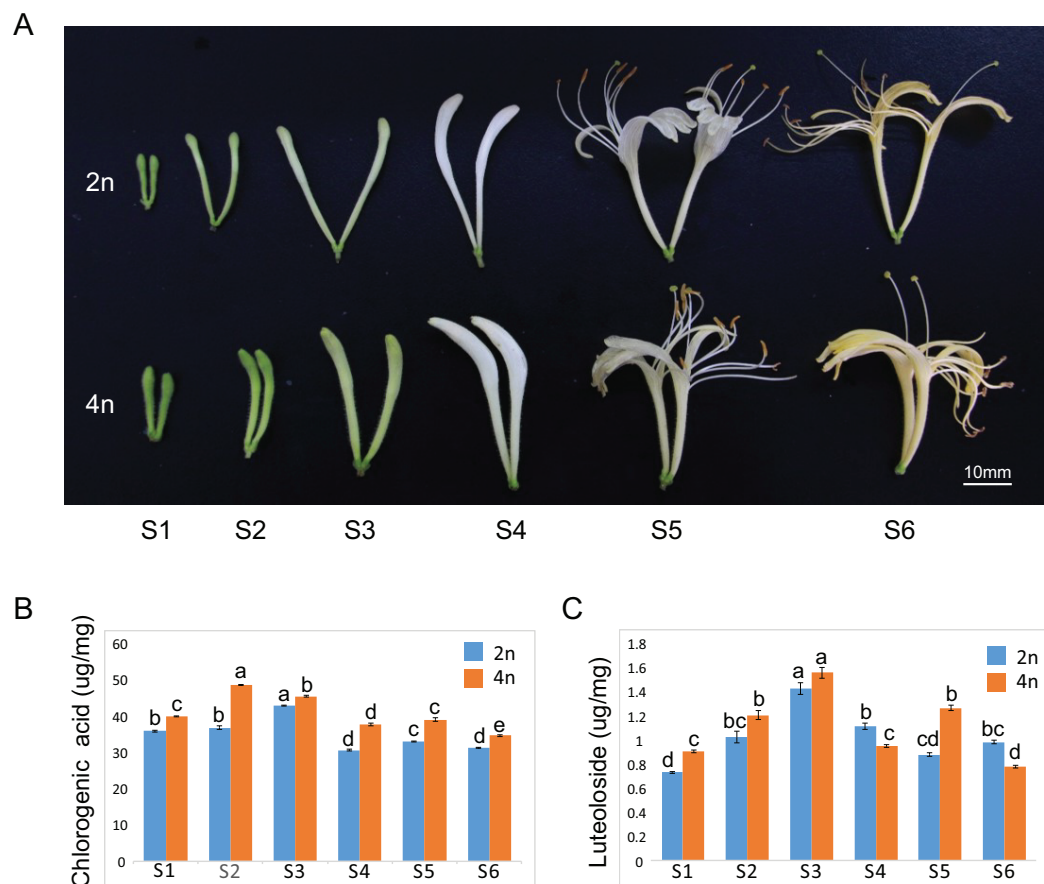 A
2n
4n
10mm
S1 S2 S3 S4 S5 S6
B
Chlorogenic acid (ug/mg)
60
50
40
30
20
10
0
2n
4n
b c b a a b d d c c d e
S1 S2 S3 S4 S5 S6
C
Luteoloside (ug/mg)
1.8
1.6
1.4
1.2
1
0.8
0.6
0.4
0.2
0
2n
4n
d c bc b a a b c cd b bc d
S1 S2 S3 S4 S5 S6